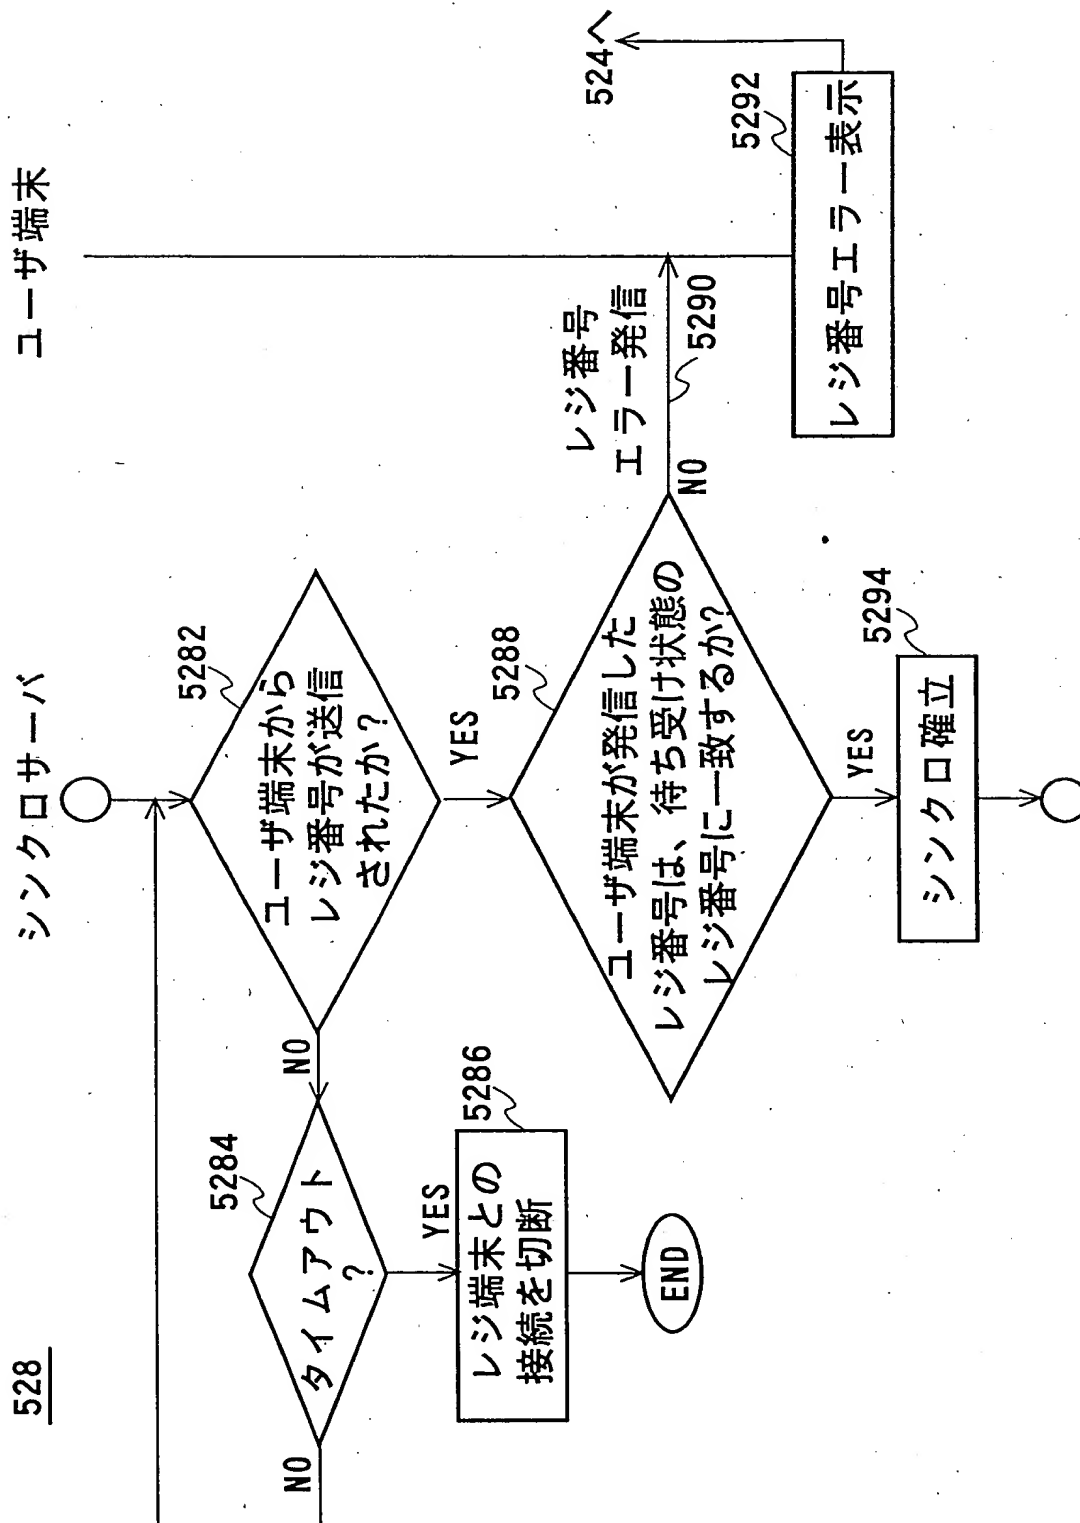 528
シンクロサーバ
ユーザ端末
5282
ユーザ端末から
レジ番号が送信
されたか?
NO
YES
5284
タイムアウト
?
NO
YES
5286
レジ端末との
接続を切断
END
5288
ユーザ端末が発信した
レジ番号は、待ち受け状態の
レジ番号に一致するか?
NO
YES
レジ番号
エラー発信
5290
5292
レジ番号エラー表示
524へ
5294
シンクロ確立